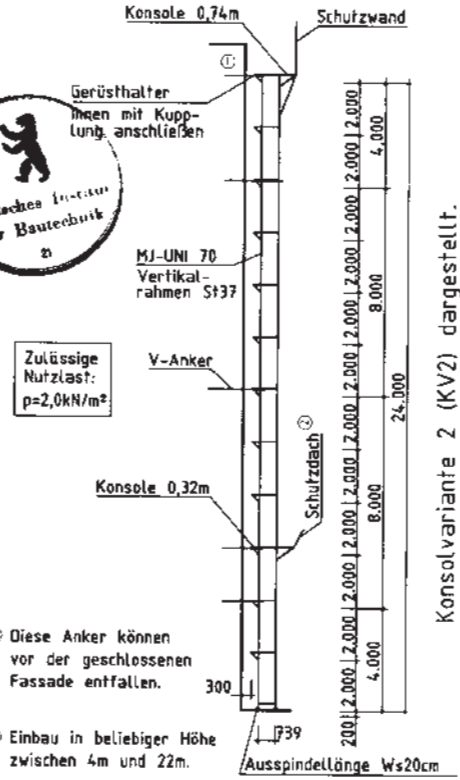 Konsole 0,74m
Schutzwand
①
Gerüsthalter
innen mit Kupp-
lung anschließen
Bautechnik
21
MJ-UNI 70
Vertikal-
rahmen St37
Zulässige
Nutzlast:
p=2,0kN/m²
V-Anker
Schutzdach ②
Konsole 0,32m
Diese Anker können
vor der geschlossenen
Fassade entfallen.
300
Einbau in beliebiger Höhe
zwischen 4m und 22m.
739
Ausspindellänge W≤20cm
200 2.000 2.000 2.000 2.000 2.000 2.000 2.000 2.000 2.000 2.000 2.000 2.000
4.000 8.000 8.000 4.000
24.000
Konsolvariante 2 (KV2) dargestellt.